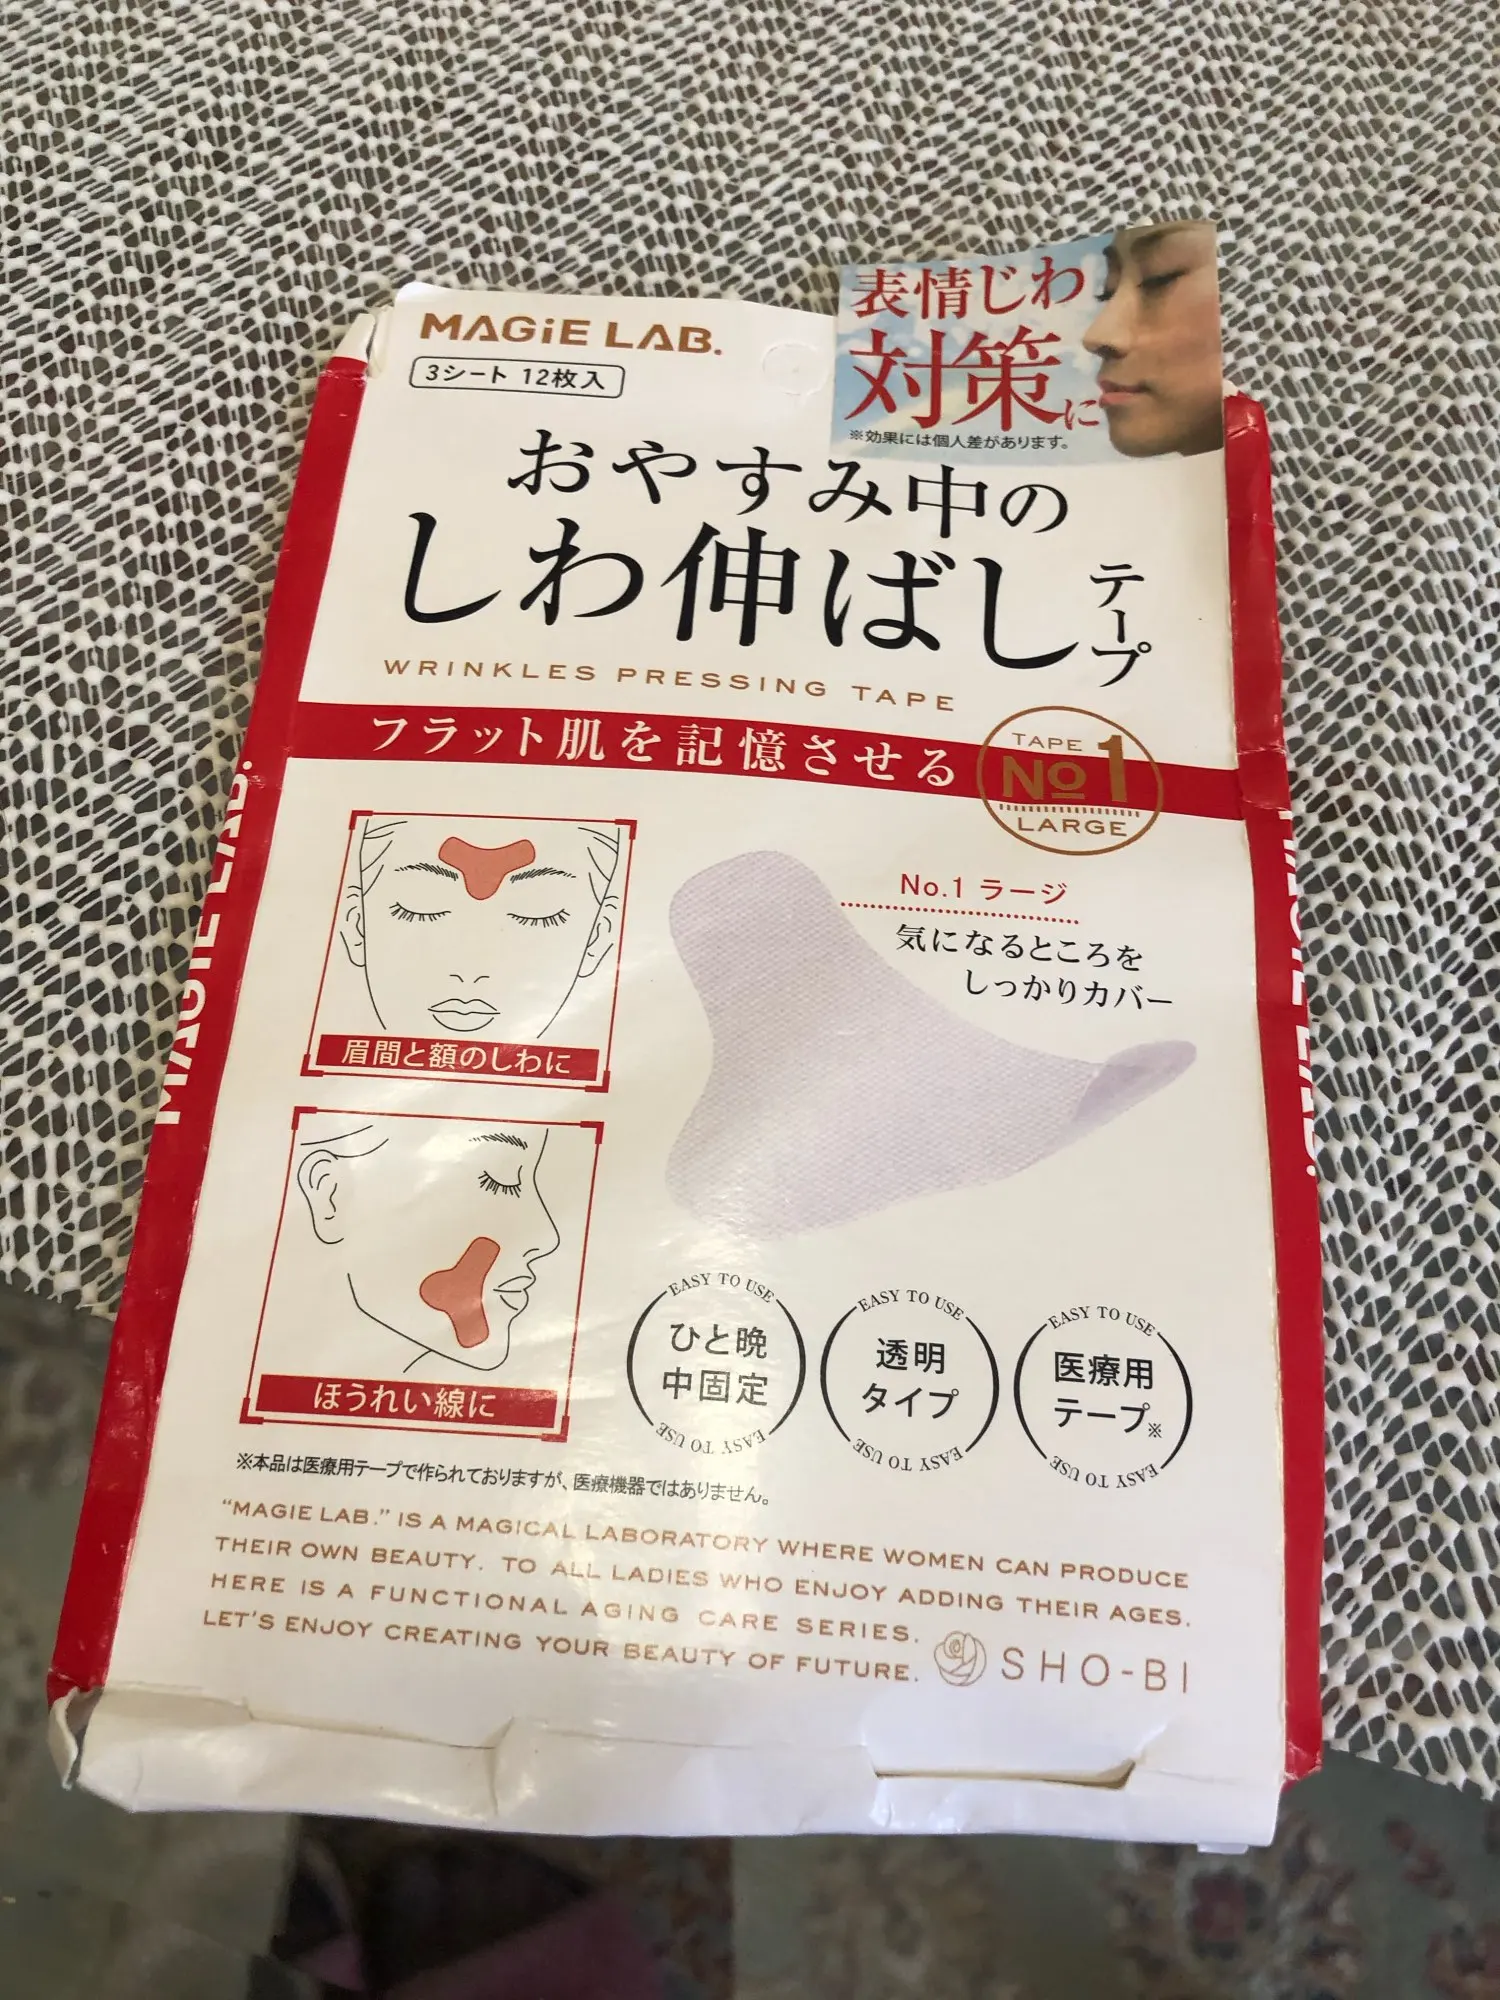 MAGiE LAB.
3シート 12枚入
表情じわ
対策に
※効果には個人差があります。
おやすみ中の
しわ伸ばし
テープ
WRINKLES PRESSING TAPE
フラット肌を記憶させる
TAPE
No 1
LARGE
No.1 ラージ
気になるところを
しっかりカバー
眉間と額のしわに
ほうれい線に
EASY TO USE
ひと晩
中固定
EASY TO USE
EASY TO USE
透明
タイプ
EASY TO USE
EASY TO USE
医療用
テープ※
EASY TO USE
※本品は医療用テープで作られておりますが、医療機器ではありません。
"MAGIE LAB." IS A MAGICAL LABORATORY WHERE WOMEN CAN PRODUCE
THEIR OWN BEAUTY. TO ALL LADIES WHO ENJOY ADDING THEIR AGES.
HERE IS A FUNCTIONAL AGING CARE SERIES.
LET'S ENJOY CREATING YOUR BEAUTY OF FUTURE.
SHO-BI
MAGIE LAB.
MAGIE LAB.